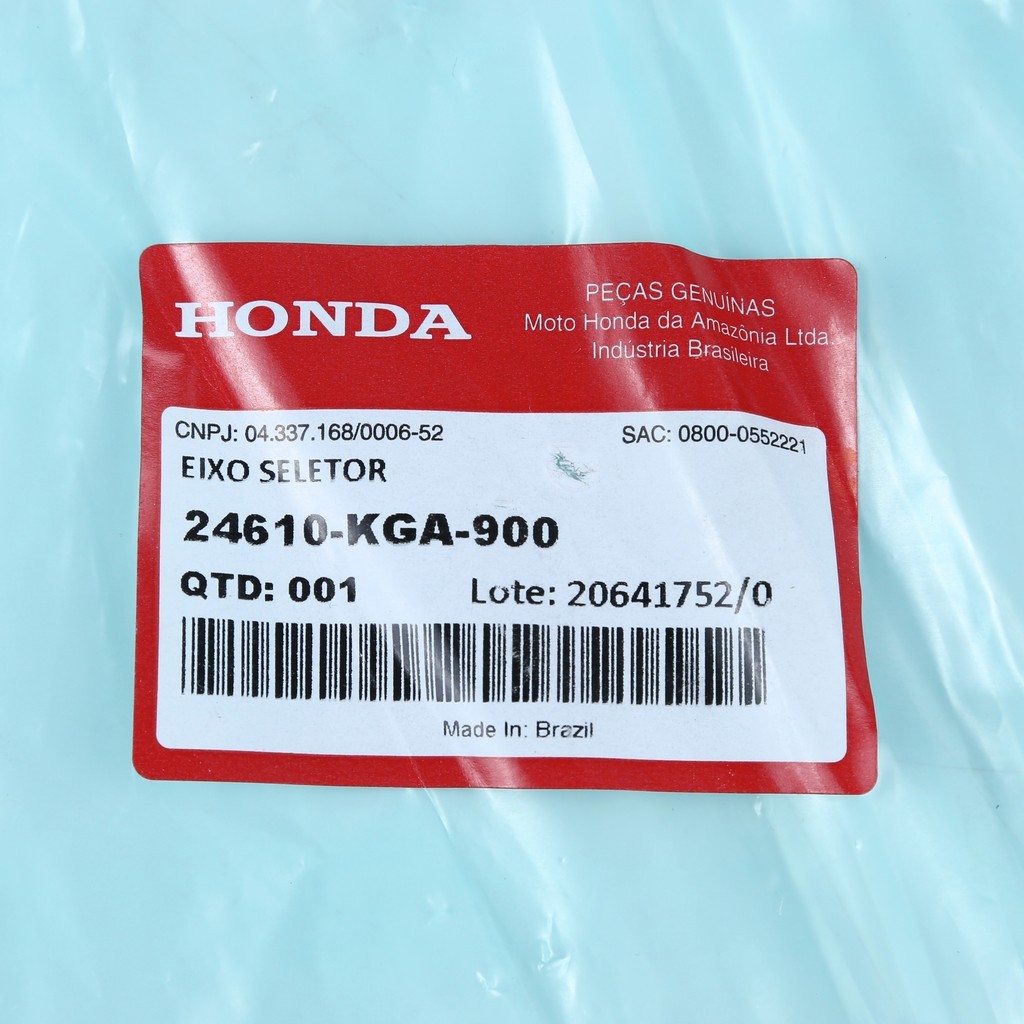 HONDA
PEÇAS GENUÍNAS
Moto Honda da Amazônia Ltda.
Indústria Brasileira
CNPJ: 04.337.168/0006-52
SAC: 0800-0552221
EIXO SELETOR
24610-KGA-900
QTD: 001
Lote: 20641752/0
Made In: Brazil